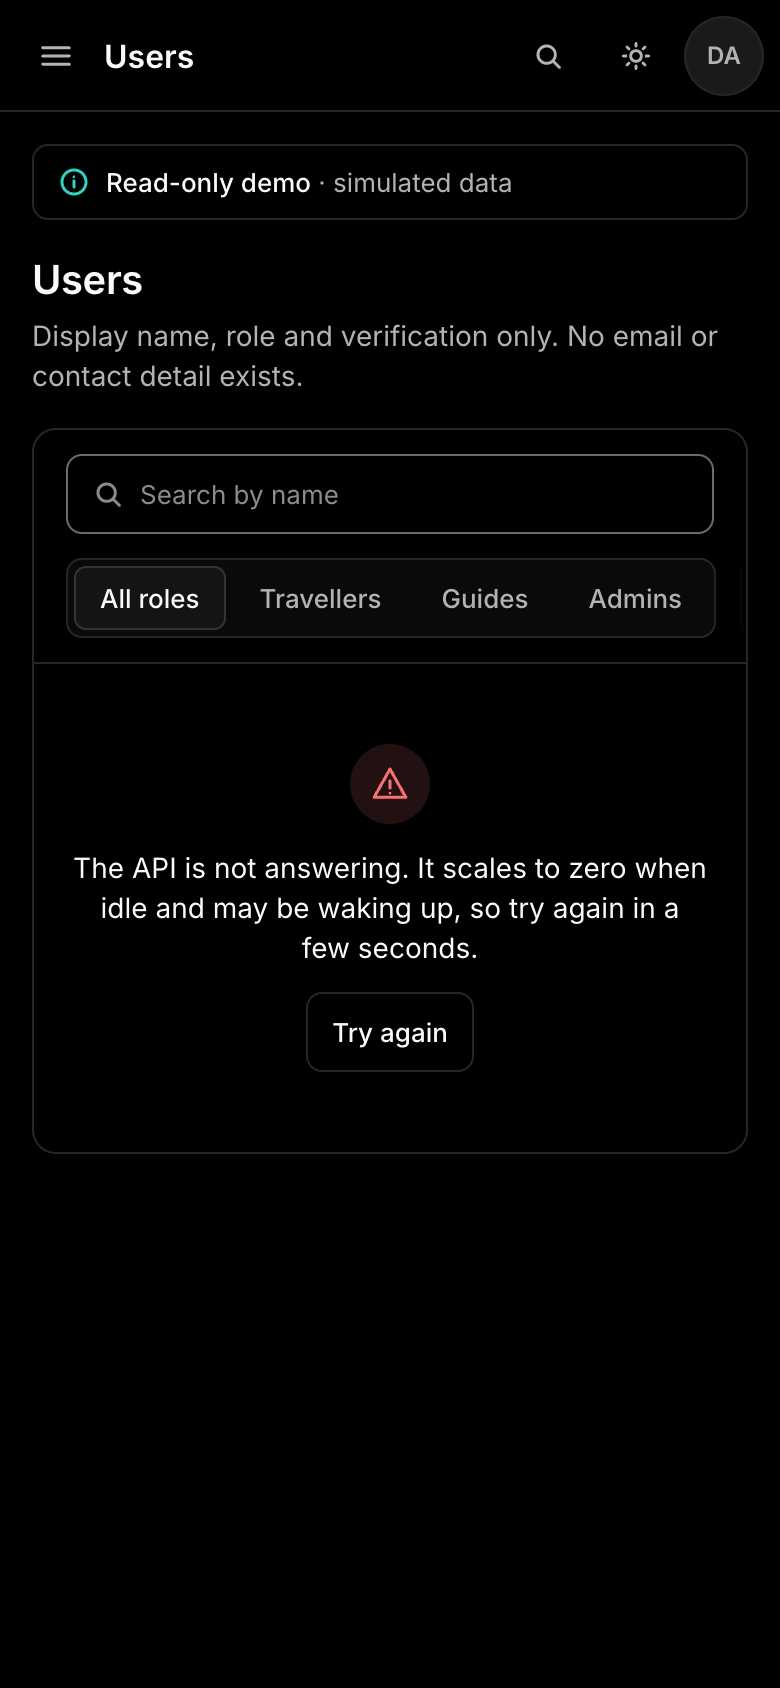 Users
DA
Read-only demo · simulated data
Users
Display name, role and verification only. No email or
contact detail exists.
Search by name
All roles
Travellers
Guides
Admins
The API is not answering. It scales to zero when
idle and may be waking up, so try again in a
few seconds.
Try again